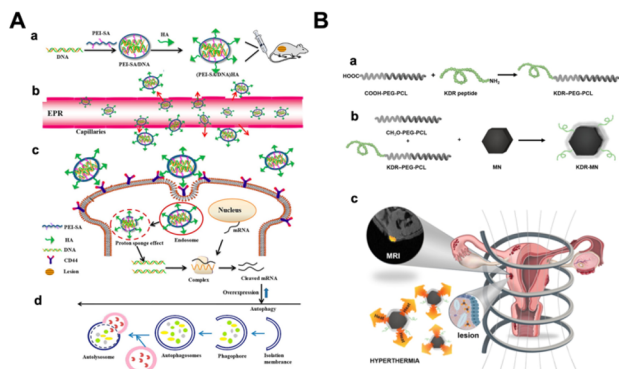 A
a
PEI-SA
HA
DNA
PEI-SA/DNA
(PEI-SA/DNA)HA
b
EPR
Capillaries
c
Nucleus
mRNA
PEI-SA
HA
DNA
CD44
Lesion
Proton sponge effect
Endosome
Complex
Cleaved mRNA
Overexpression
Autophagy
d
Autolysosome
Autophagosomes
Phagophore
Isolation
membrance
B
a
HOOC
NH2
COOH-PEG-PCL
+
KDR peptide
KDR–PEG-PCL
b
CH3O-PEG-PCL
+
+
KDR–PEG-PCL
MN
KDR-MN
c
MRI
lesion
HYPERTHERMIA